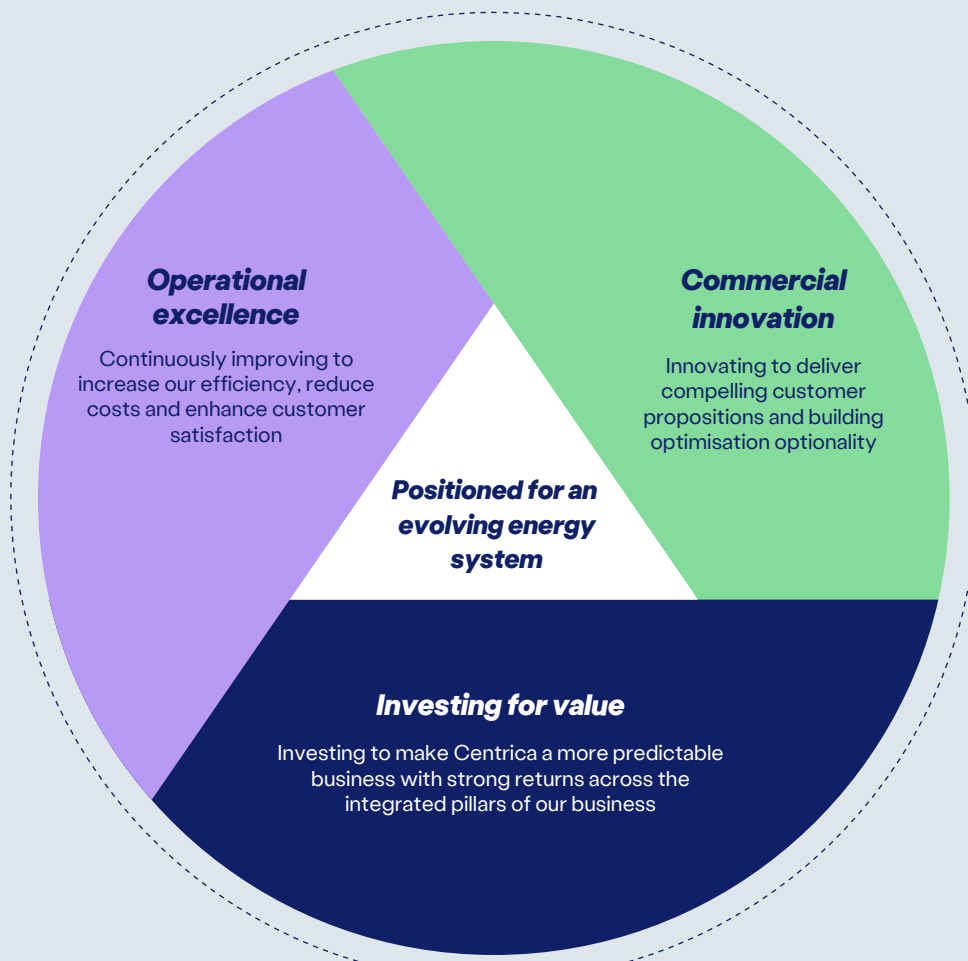 Operational
excellence
Continuously improving to
increase our efficiency, reduce
costs and enhance customer
satisfaction
Commercial
innovation
Innovating to deliver
compelling customer
propositions and building
optimisation optionality
Positioned for an
evolving energy
system
Investing for value
Investing to make Centrica a more predictable
business with strong returns across the
integrated pillars of our business